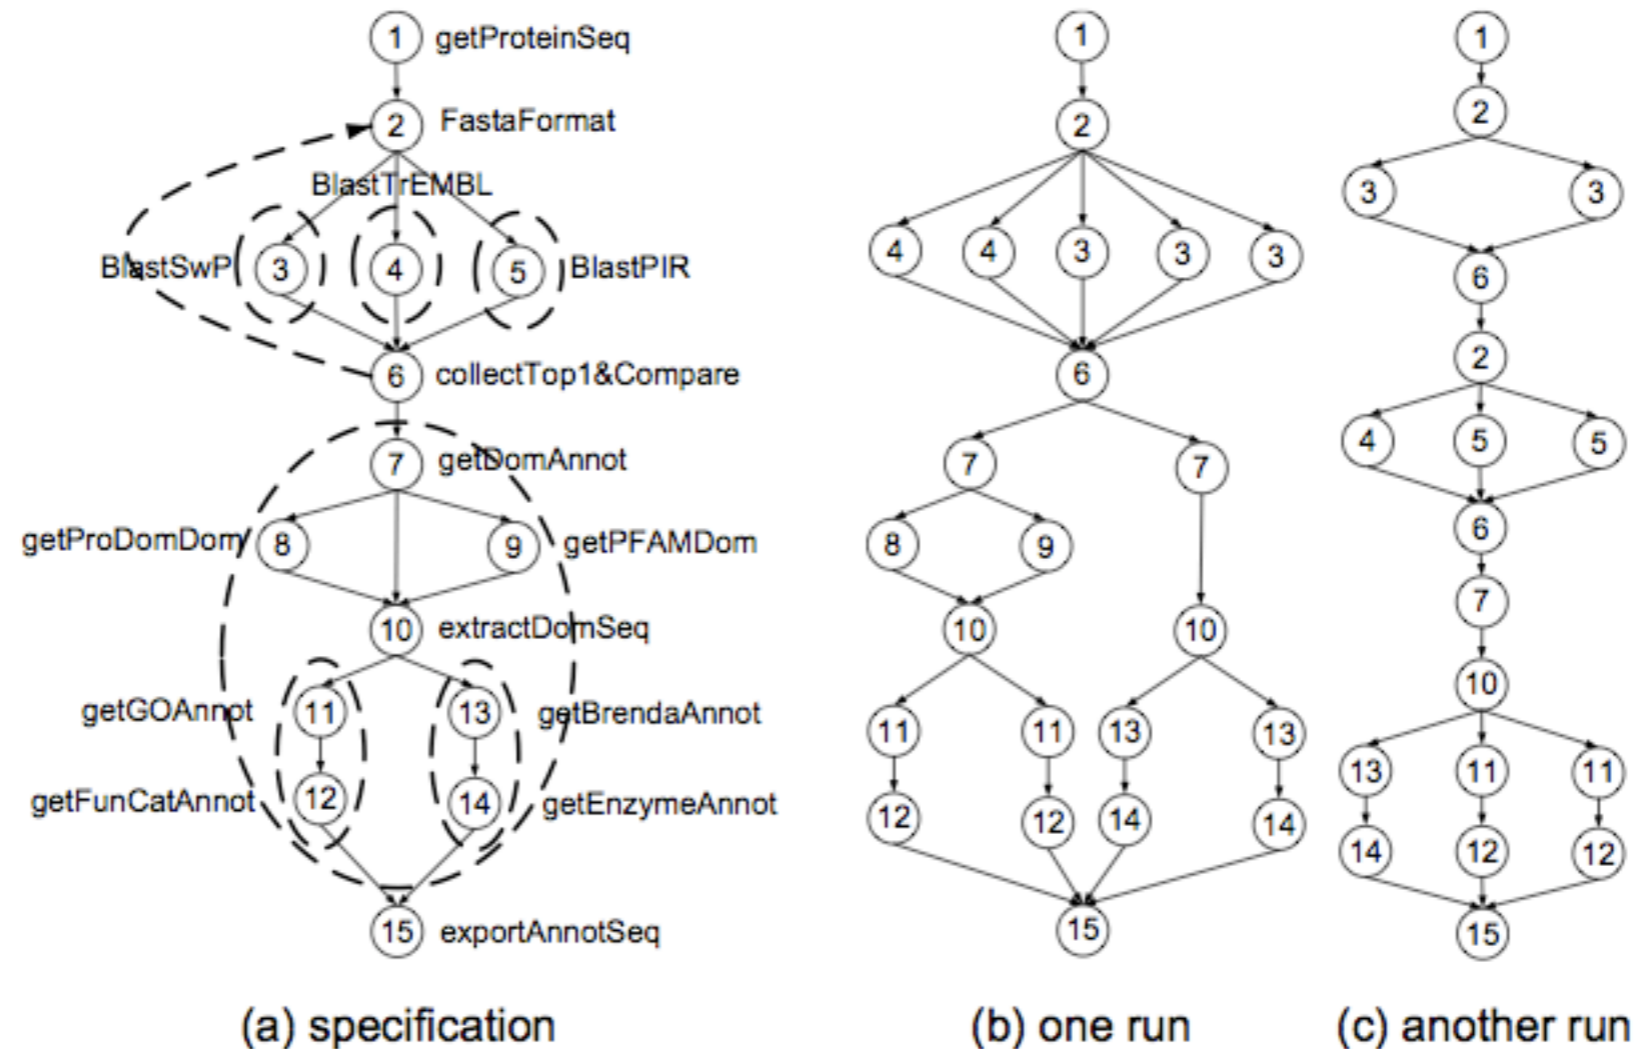 1 getProteinSeq
2 FastaFormat
BlastTrEMBL
BlastSwP 3 4 5 BlastPIR
6 collectTop1&Compare
7 getDomAnnot
getProDomDom 8 9 getPFAMDom
10 extractDomSeq
getGOAnnot 11 13 getBrendaAnnot
getFunCatAnnot 12 14 getEnzymeAnnot
15 exportAnnotSeq
(a) specification
1
2
4 4 3 3 3
6
7 7
8 9
10 10
11 11 13 13
12 12 14 14
15
(b) one run
1
2
3 3
6
2
4 5 5
6
7
10
13 11 11
14 12 12
15
(c) another run